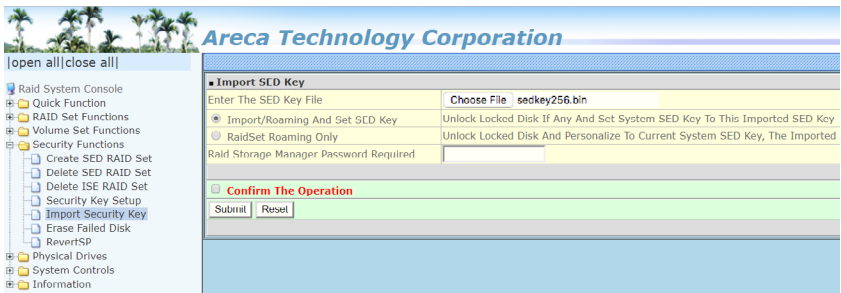 Areca Technology Corporation
|open all|close all|
Raid System Console
Quick Function
RAID Set Functions
Volume Set Functions
Security Functions
Create SED RAID Set
Delete SED RAID Set
Delete ISE RAID Set
Security Key Setup
Import Security Key
Erase Failed Disk
RevertSP
Physical Drives
System Controls
Information
Import SED Key
Enter The SED Key File Choose File sedkey256.bin
Import/Roaming And Set SED Key Unlock Locked Disk If Any And Set System SED Key To This Imported SED Key
RaidSet Roaming Only Unlock Locked Disk And Personalize To Current System SED Key, The Imported
Raid Storage Manager Password Required
Confirm The Operation
Submit Reset